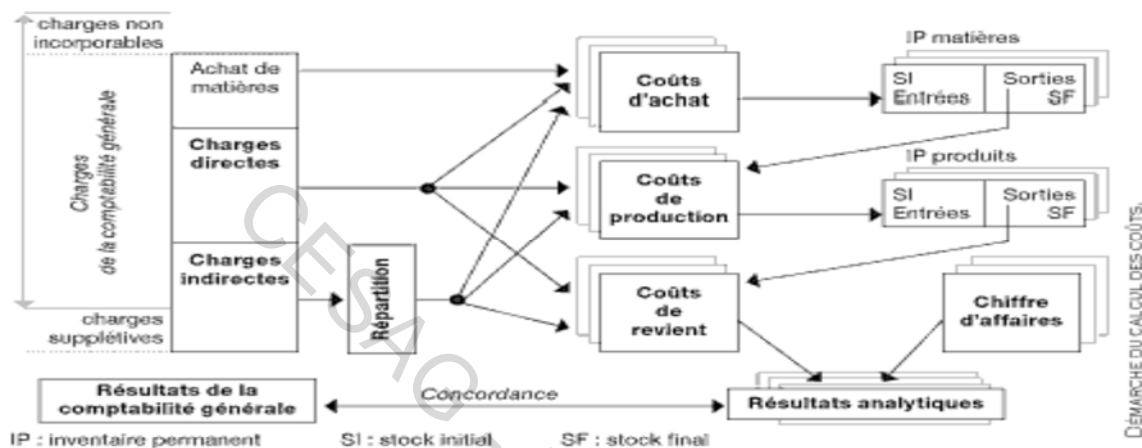 charges non
incorporables
Charges
de la comptabilité générale
charges
supplétives
Achat de
matières
Charges
directes
Charges
indirectes
Répartition
Coûts
d'achat
Coûts
de
production
Coûts
de
revient
IP matières
SI
Entrées
Sorties
SF
IP produits
SI
Entrées
Sorties
SF
Chiffre
d'affaires
Résultats de la
comptabilité générale
Concordance
Résultats analytiques
IP : inventaire permanent
SI : stock initial
SF : stock final
DÉMARCHE DU CALCUL DES COÛTS.
CESAG